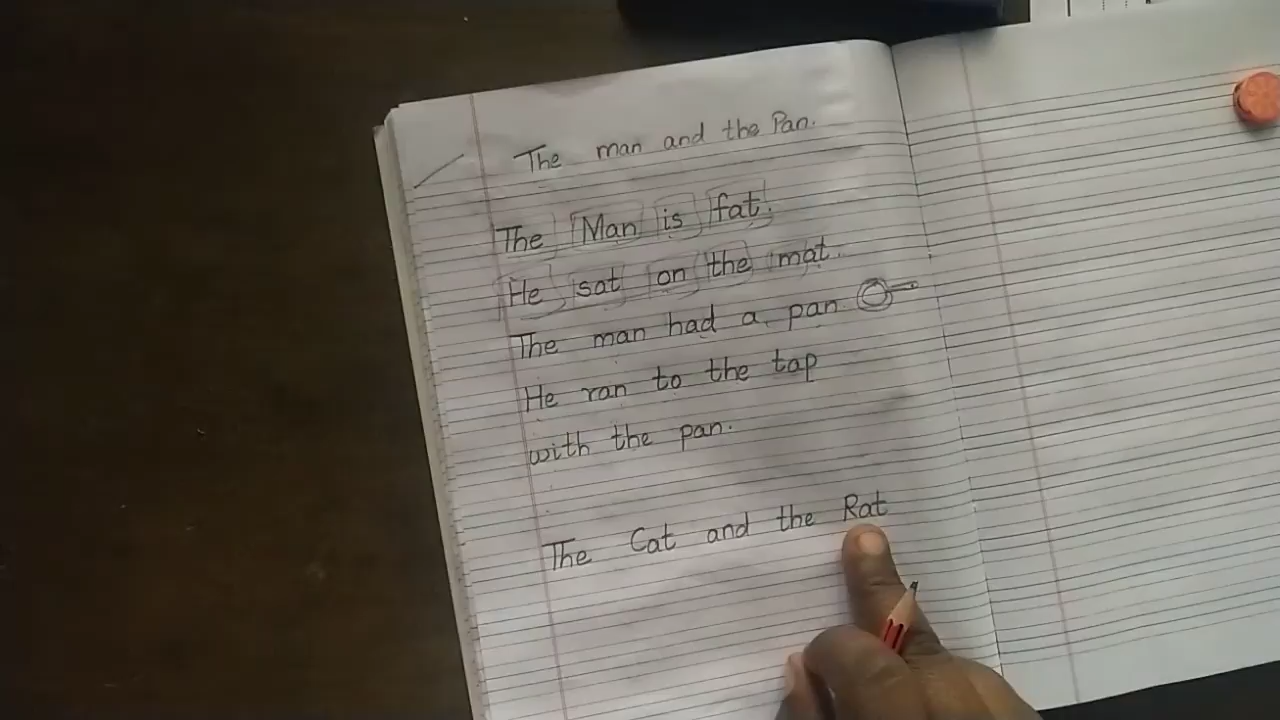 The man and the Pan.
The Man is fat.
He sat on the mat.
The man had a pan.
He ran to the tap
with the pan.
The Cat and the Rat